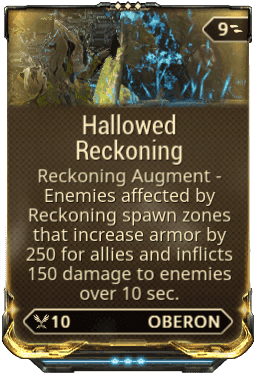 9
Hallowed
Reckoning
Reckoning Augment -
Enemies affected by
Reckoning spawn zones
that increase armor by
250 for allies and inflicts
150 damage to enemies
over 10 sec.
10 OBERON